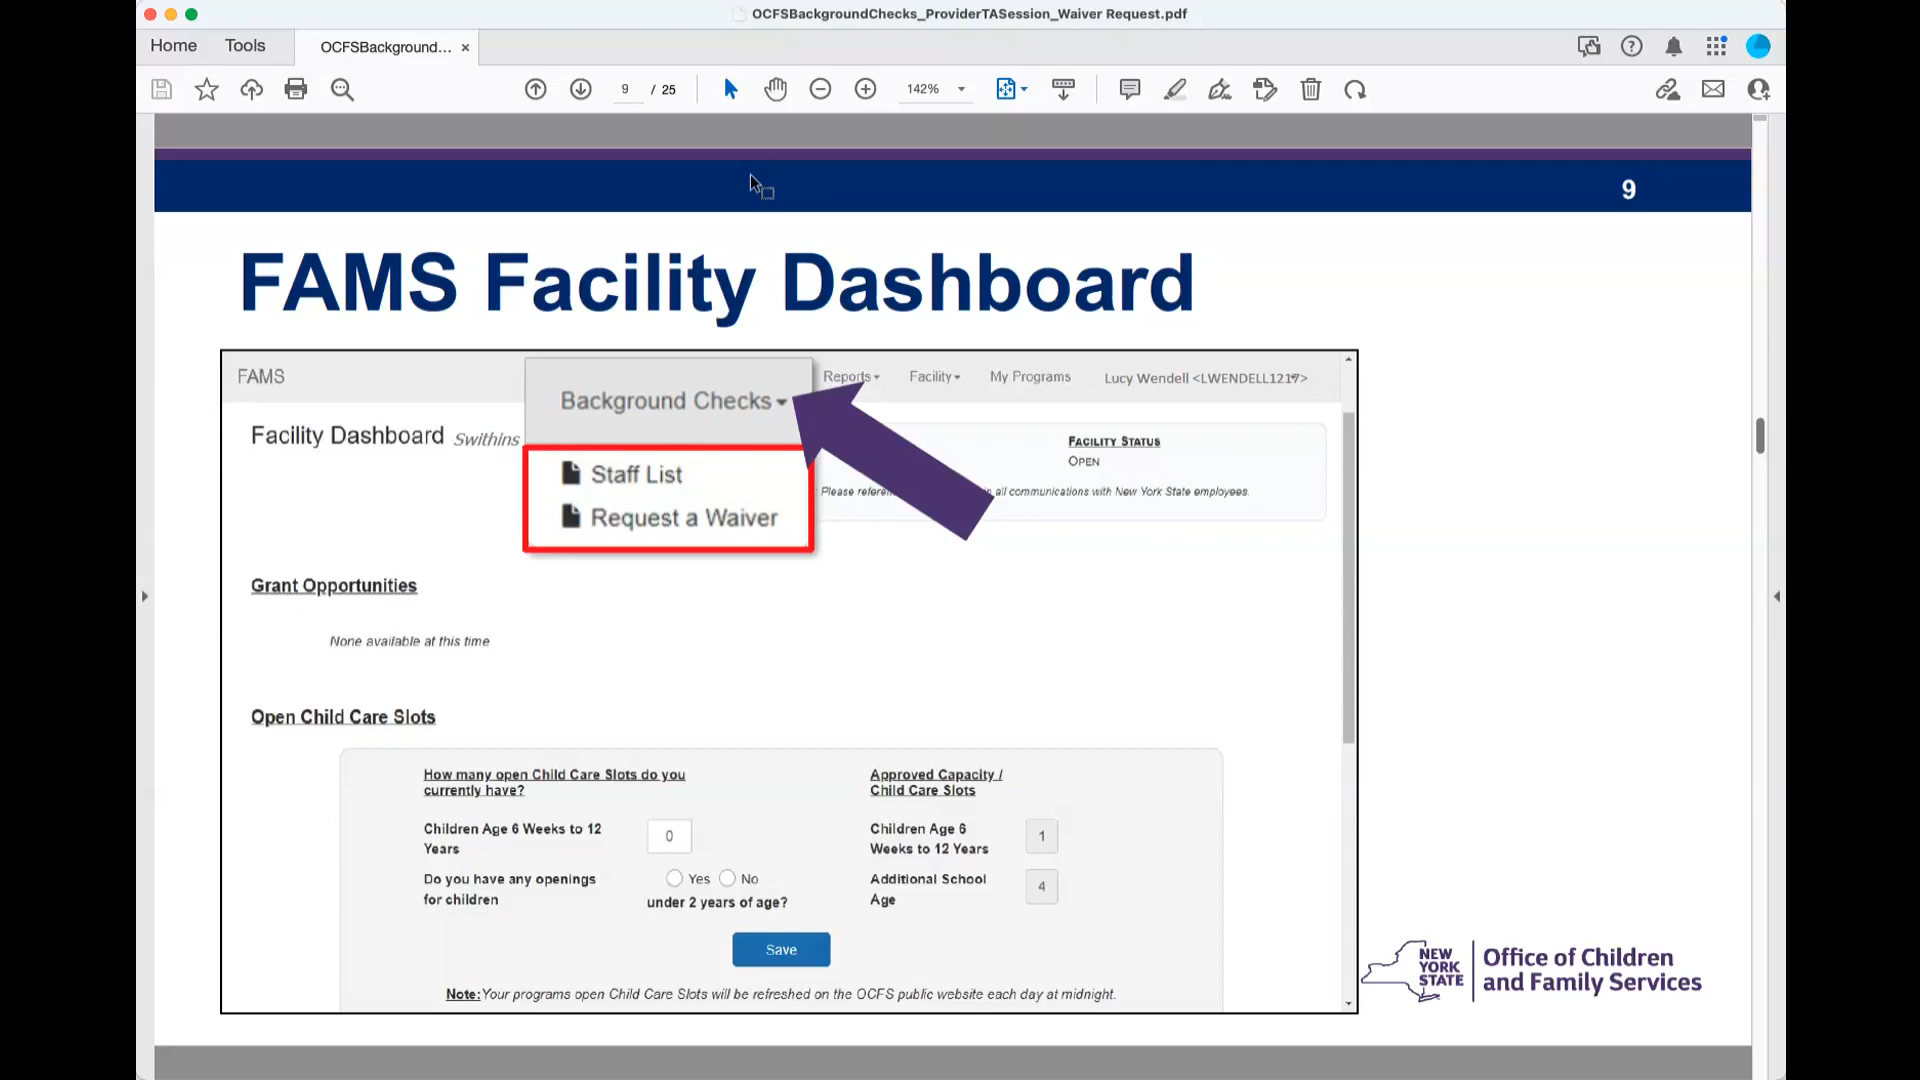 OCFSBackgroundChecks_ProviderTASession_Waiver Request.pdf
Home Tools OCFSBackground... ×
9 / 25 142%
9
FAMS Facility Dashboard
FAMS Background Checks Reports Facility My Programs Lucy Wendell <LWENDELL1217>
Facility Dashboard Swithins
Staff List
Request a Waiver
FACILITY STATUS
OPEN
Please all communications with New York State employees.
Grant Opportunities
None available at this time
Open Child Care Slots
How many open Child Care Slots do you
currently have?
Approved Capacity /
Child Care Slots
Children Age 6 Weeks to 12
Years
0
Children Age 6
Weeks to 12 Years
1
Do you have any openings
for children
Yes No
under 2 years of age?
Additional School
Age
4
Save
Note: Your programs open Child Care Slots will be refreshed on the OCFS public website each day at midnight.
NEW
YORK
STATE
Office of Children
and Family Services